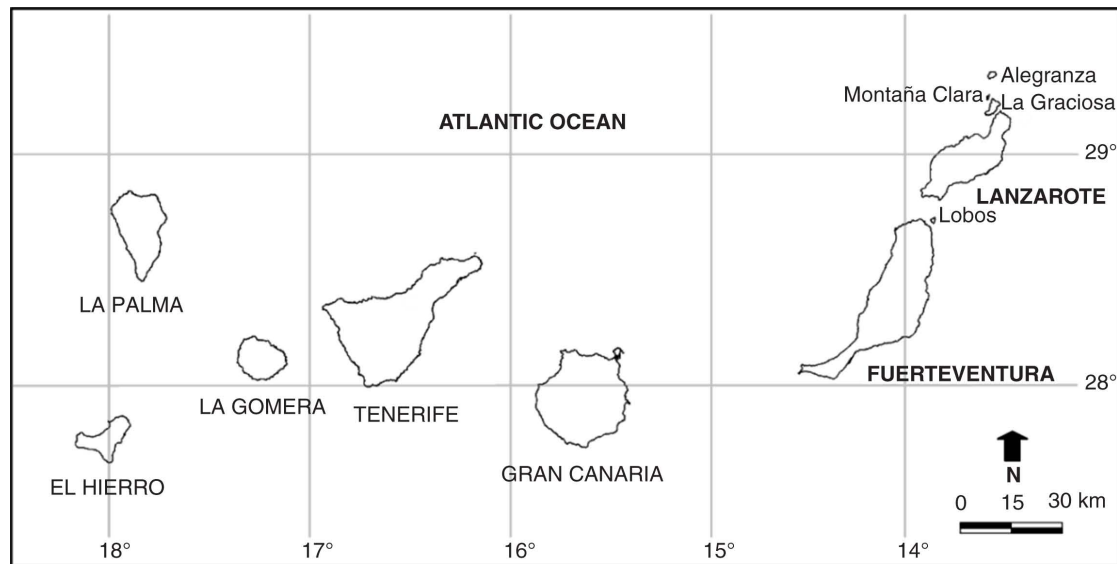 Alegranza
Montaña Clara
La Graciosa
ATLANTIC OCEAN
29°
LANZAROTE
Lobos
LA PALMA
FUERTEVENTURA
28°
LA GOMERA
TENERIFE
GRAN CANARIA
EL HIERRO
N
0 15 30 km
18° 17° 16° 15° 14°